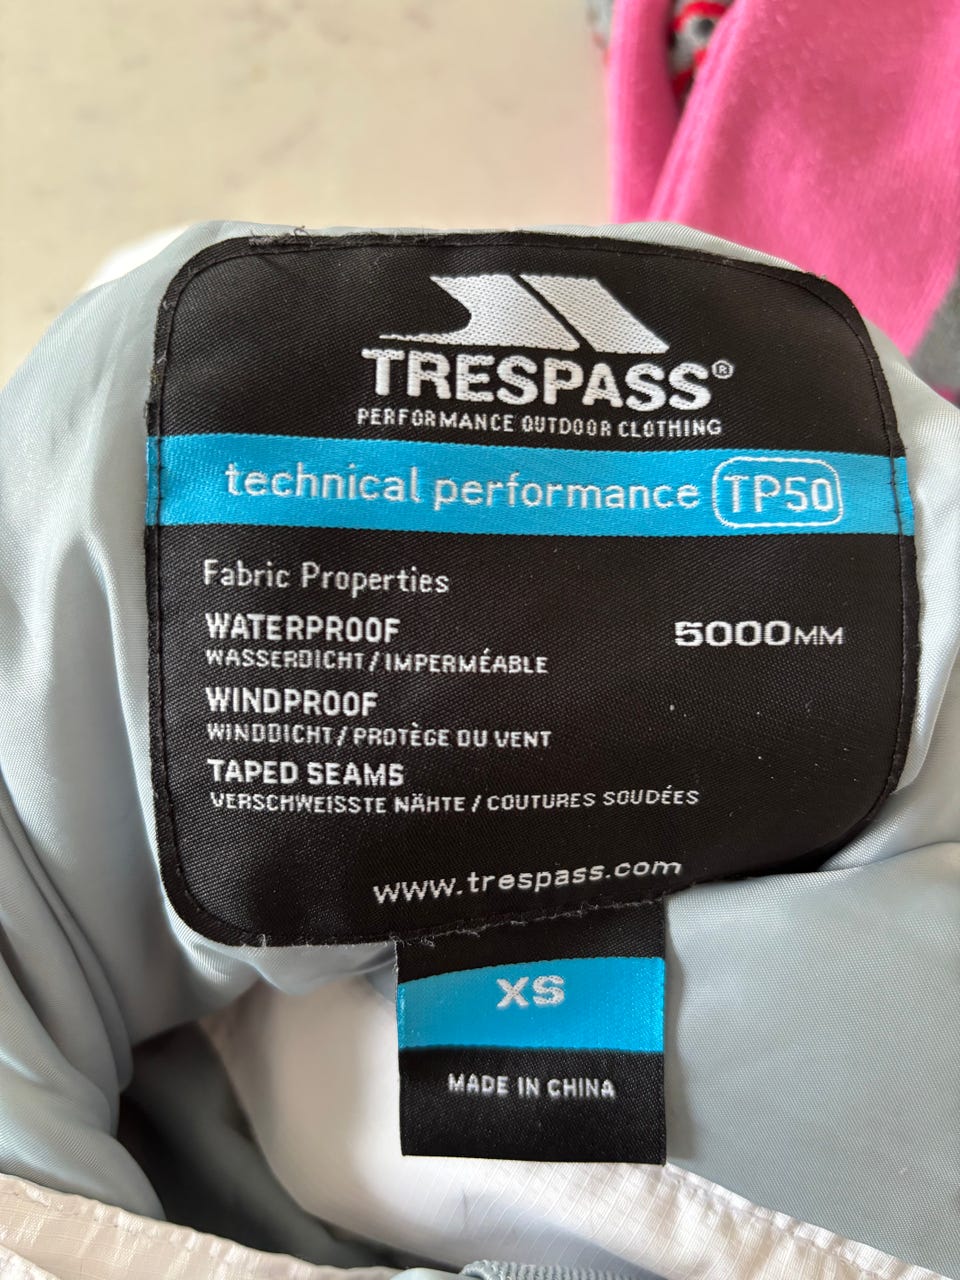 TRESPASS®
PERFORMANCE OUTDOOR CLOTHING
technical performance TP50
Fabric Properties
WATERPROOF 5000MM
WASSERDICHT / IMPERMÉABLE
WINDPROOF
WINDDICHT / PROTÈGE DU VENT
TAPED SEAMS
VERSCHWEISSTE NÄHTE / COUTURES SOUDÉES
www.trespass.com
XS
MADE IN CHINA